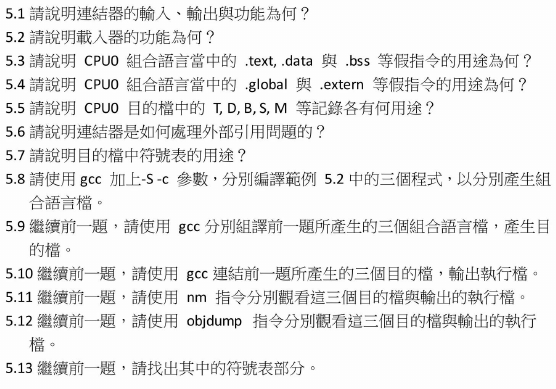 5.1 請說明連結器的輸入、輸出與功能為何？
5.2 請說明載入器的功能為何？
5.3 請說明 CPU0 組合語言當中的 .text, .data 與 .bss 等假指令的用途為何？
5.4 請說明 CPU0 組合語言當中的 .global 與 .extern 等假指令的用途為何？
5.5 請說明 CPU0 目的檔中的 T, D, B, S, M 等記錄各有何用途？
5.6 請說明連結器是如何處理外部引用問題的？
5.7 請說明目的檔中符號表的用途？
5.8 請使用 gcc 加上-S -c 參數，分別編譯範例 5.2 中的三個程式，以分別產生組
合語言檔。
5.9 繼續前一題，請使用 gcc 分別組譯前一題所產生的三個組合語言檔，產生目
的檔。
5.10 繼續前一題，請使用 gcc 連結前一題所產生的三個目的檔，輸出執行檔。
5.11 繼續前一題，請使用 nm 指令分別觀看這三個目的檔與輸出的執行檔。
5.12 繼續前一題，請使用 objdump 指令分別觀看這三個目的檔與輸出的執行
檔。
5.13 繼續前一題，請找出其中的符號表部分。